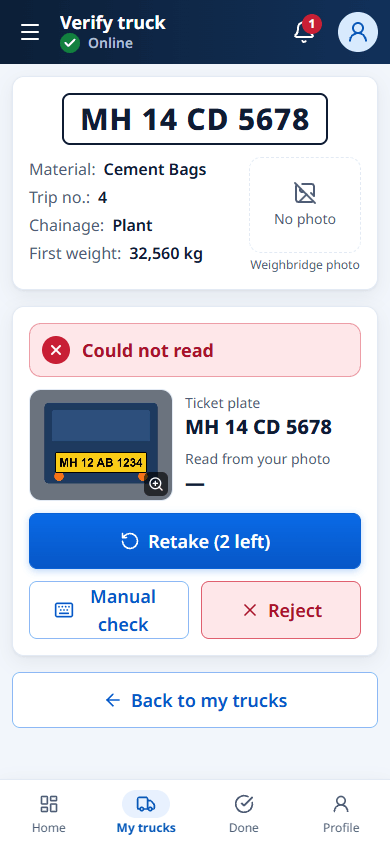 Verify truck
Online
1
MH 14 CD 5678
Material: Cement Bags
Trip no.: 4
Chainage: Plant
First weight: 32,560 kg
No photo
Weighbridge photo
Could not read
MH 12 AB 1234
Ticket plate
MH 14 CD 5678
Read from your photo
—
Retake (2 left)
Manual
check
Reject
Back to my trucks
Home
My trucks
Done
Profile